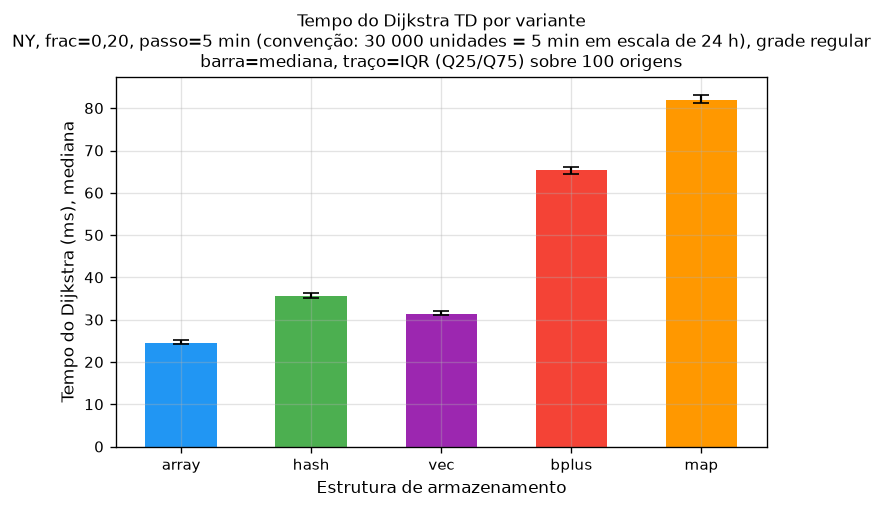 Tempo do Dijkstra TD por variante
NY, frac=0,20, passo=5 min (convenção: 30 000 unidades = 5 min em escala de 24 h), grade regular
barra=mediana, traço=IQR (Q25/Q75) sobre 100 origens
Tempo do Dijkstra (ms), mediana
80
70
60
50
40
30
20
10
0
array hash vec bplus map
Estrutura de armazenamento